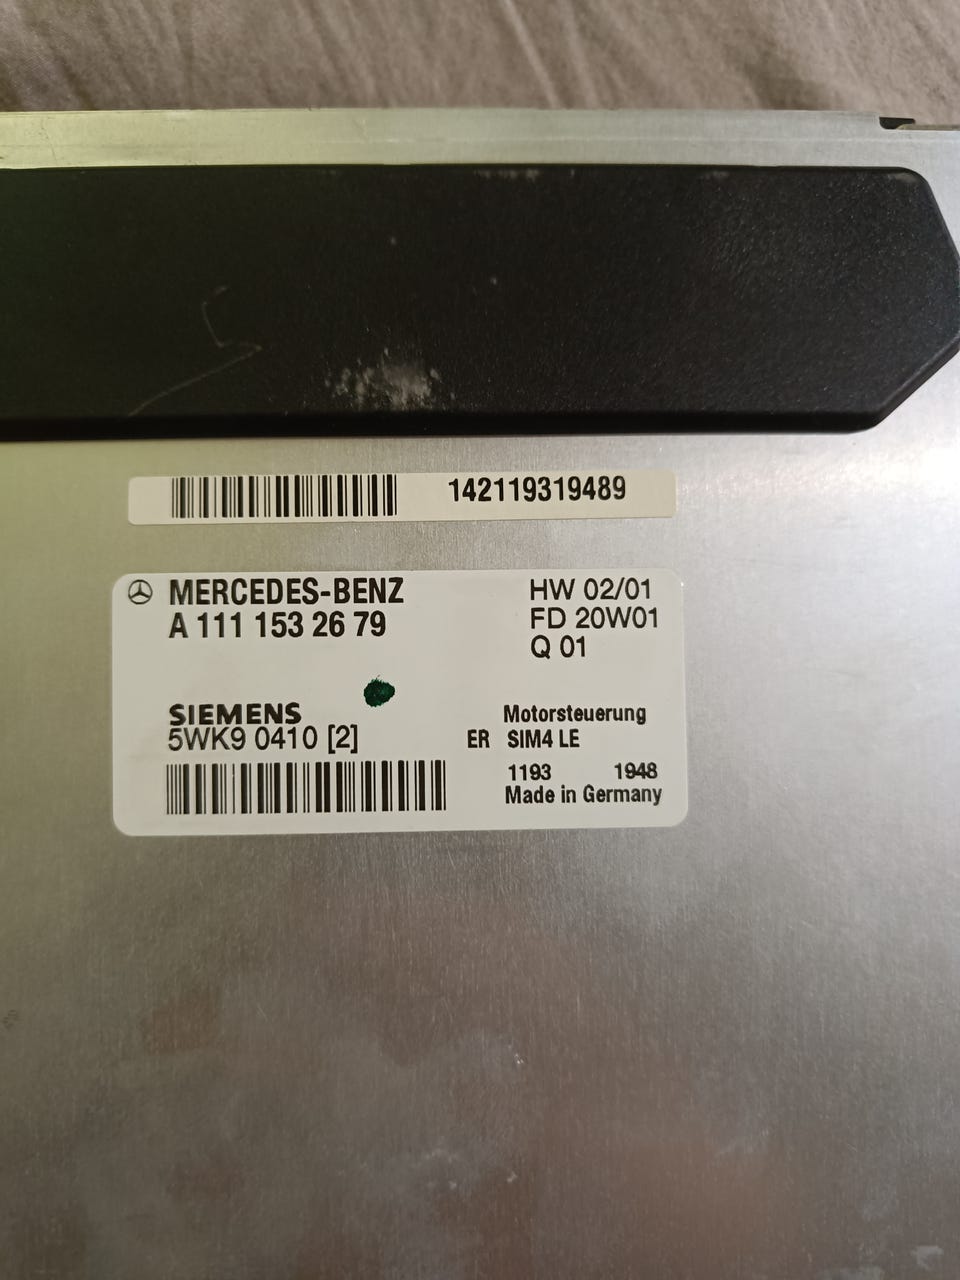 142119319489
MERCEDES-BENZ
A 111 153 26 79
HW 02/01
FD 20W01
Q 01
SIEMENS
5WK9 0410 [2]
Motorsteuerung
ER SIM4 LE
1193 1948
Made in Germany